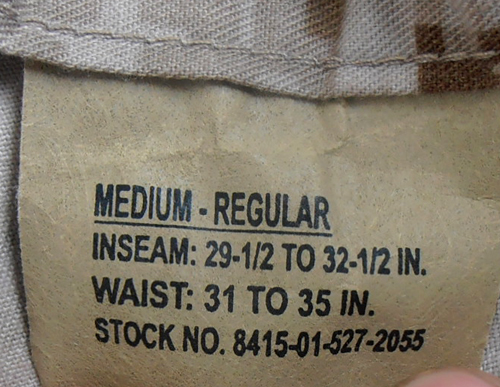 MEDIUM - REGULAR
INSEAM: 29-1/2 TO 32-1/2 IN.
WAIST: 31 TO 35 IN.
STOCK NO. 8415-01-527-2055